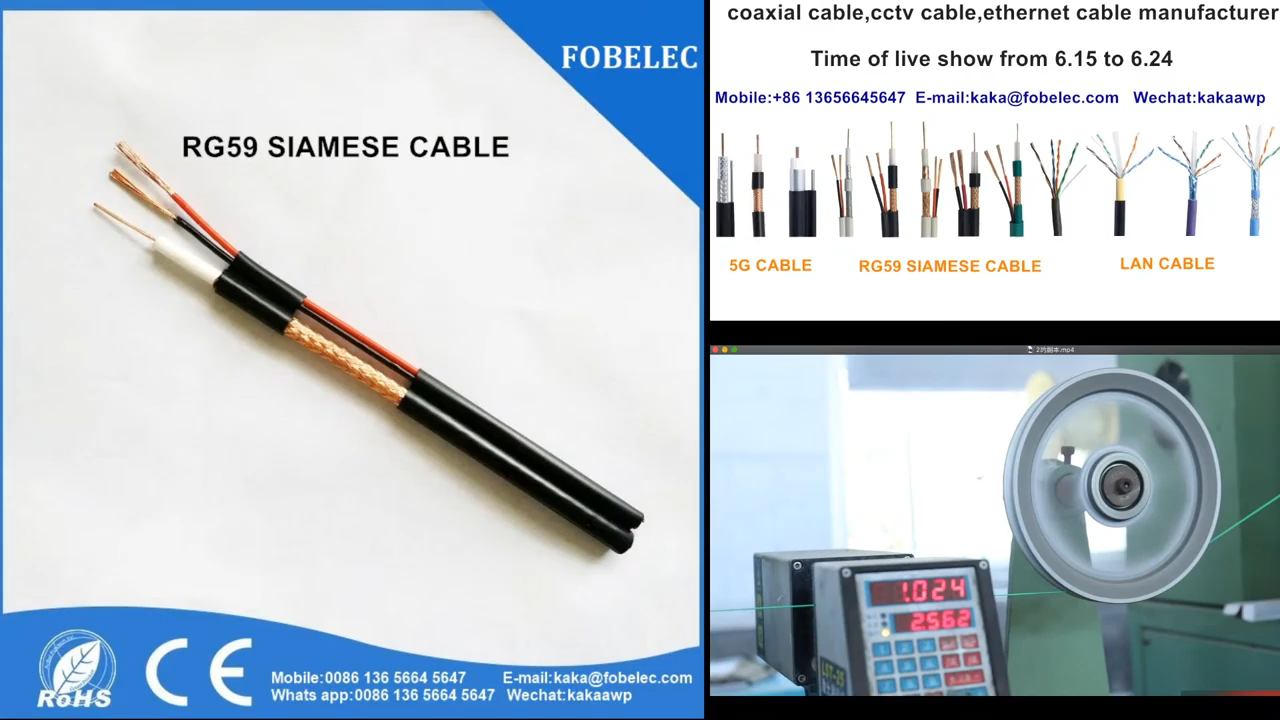 FOBELEC
RG59 SIAMESE CABLE
RoHS
CE
Mobile:0086 136 5664 5647 E-mail:kaka@fobelec.com
Whats app:0086 136 5664 5647 Wechat:kakaawp
coaxial cable,cctv cable,ethernet cable manufacturer
Time of live show from 6.15 to 6.24
Mobile:+86 13656645647 E-mail:kaka@fobelec.com Wechat:kakaawp
5G CABLE
RG59 SIAMESE CABLE
LAN CABLE
1.024
2.562